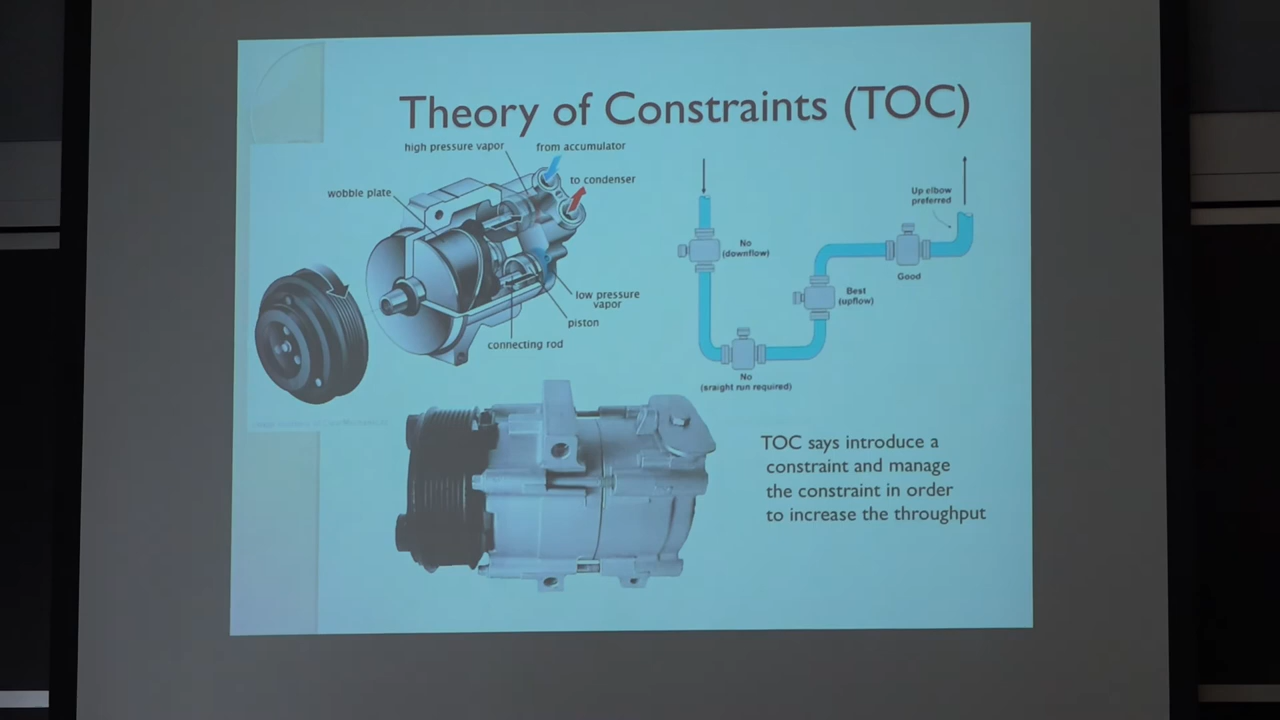 Theory of Constraints (TOC)
high pressure vapor
from accumulator
to condenser
wobble plate
low pressure
vapor
piston
connecting rod
Up elbow
preferred
No
(downflow)
Good
Best
(upflow)
No
(sraight run required)
TOC says introduce a
constraint and manage
the constraint in order
to increase the throughput